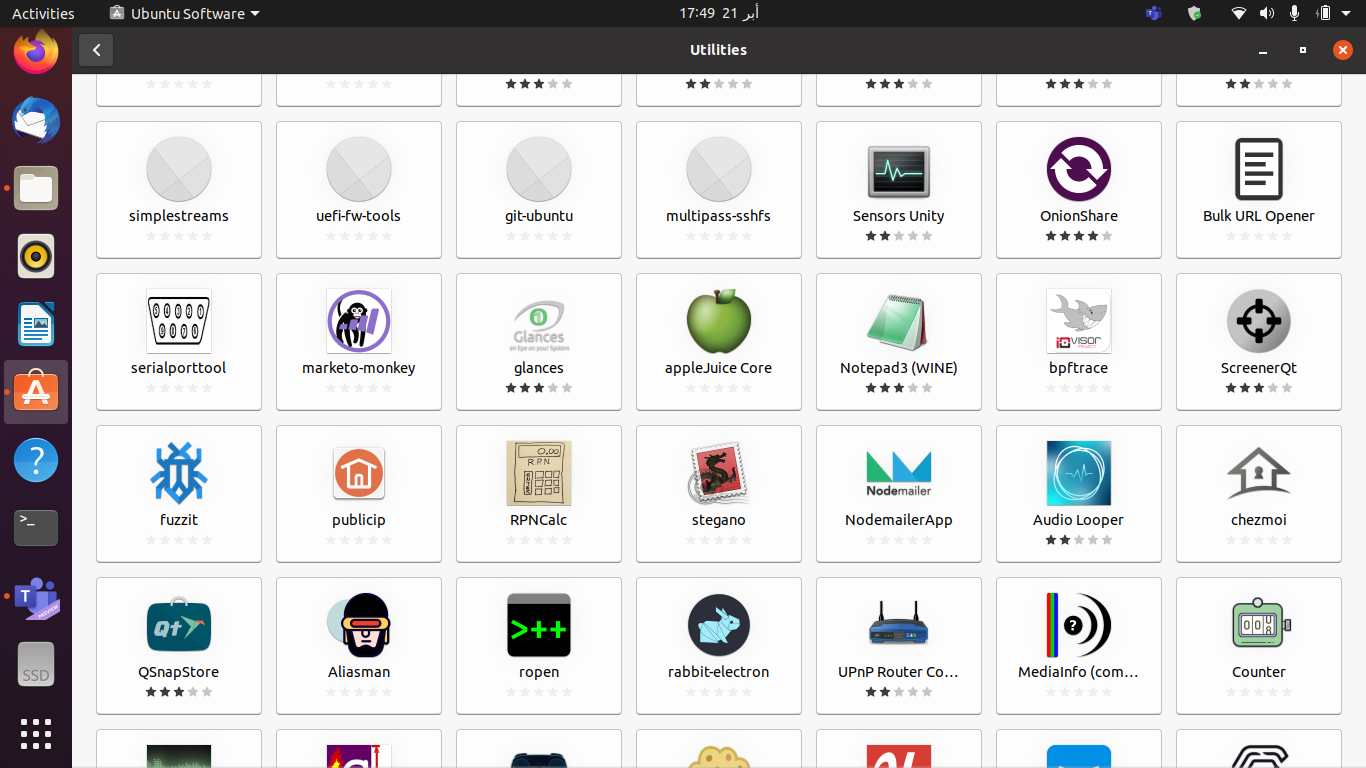 Activities
Ubuntu Software
17:49 21 أبر
Utilities
simplestreams
uefi-fw-tools
git-ubuntu
multipass-sshfs
Sensors Unity
OnionShare
Bulk URL Opener
Glances
an Eye on your System
iovisor
PROJECT
serialporttool
marketo-monkey
glances
appleJuice Core
Notepad3 (WINE)
bpftrace
ScreenerQt
0.00
R.P.N
Nodemailer
fuzzit
publicip
RPNCalc
stegano
NodemailerApp
Audio Looper
chezmoi
Qt
>++
?
QSnapStore
Aliasman
ropen
rabbit-electron
UPnP Router Co…
MediaInfo (com…
Counter
?
>_
T
PREVIEW
SSD